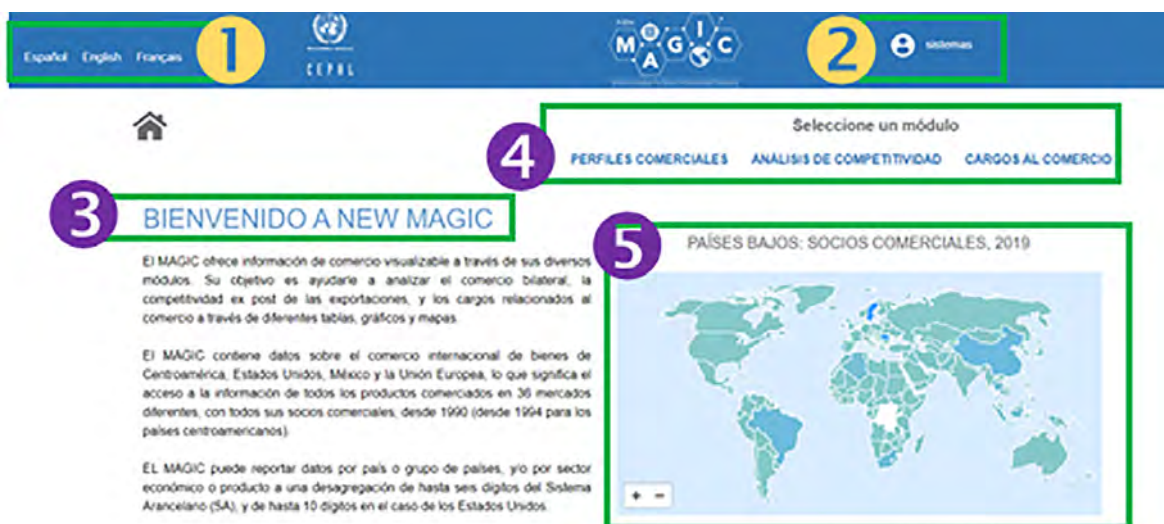 Español English Français
1
CEPAL
MAGIC
2
sistemas
Seleccione un módulo
4
PERFILES COMERCIALES ANÁLISIS DE COMPETITIVIDAD CARGOS AL COMERCIO
3
BIENVENIDO A NEW MAGIC
5
PAÍSES BAJOS: SOCIOS COMERCIALES, 2019
El MAGIC ofrece información de comercio visualizable a través de sus diversos
módulos. Su objetivo es ayudarle a analizar el comercio bilateral, la
competitividad ex post de las exportaciones, y los cargos relacionados al
comercio a través de diferentes tablas, gráficos y mapas.
El MAGIC contiene datos sobre el comercio internacional de bienes de
Centroamérica, Estados Unidos, México y la Unión Europea, lo que significa el
acceso a la información de todos los productos comerciados en 36 mercados
diferentes, con todos sus socios comerciales, desde 1990 (desde 1994 para los
países centroamericanos).
EL MAGIC puede reportar datos por país o grupo de países, y/o por sector
económico o producto a una desagregación de hasta seis dígitos del Sistema
Arancelario (SA), y de hasta 10 dígitos en el caso de los Estados Unidos.
+ −